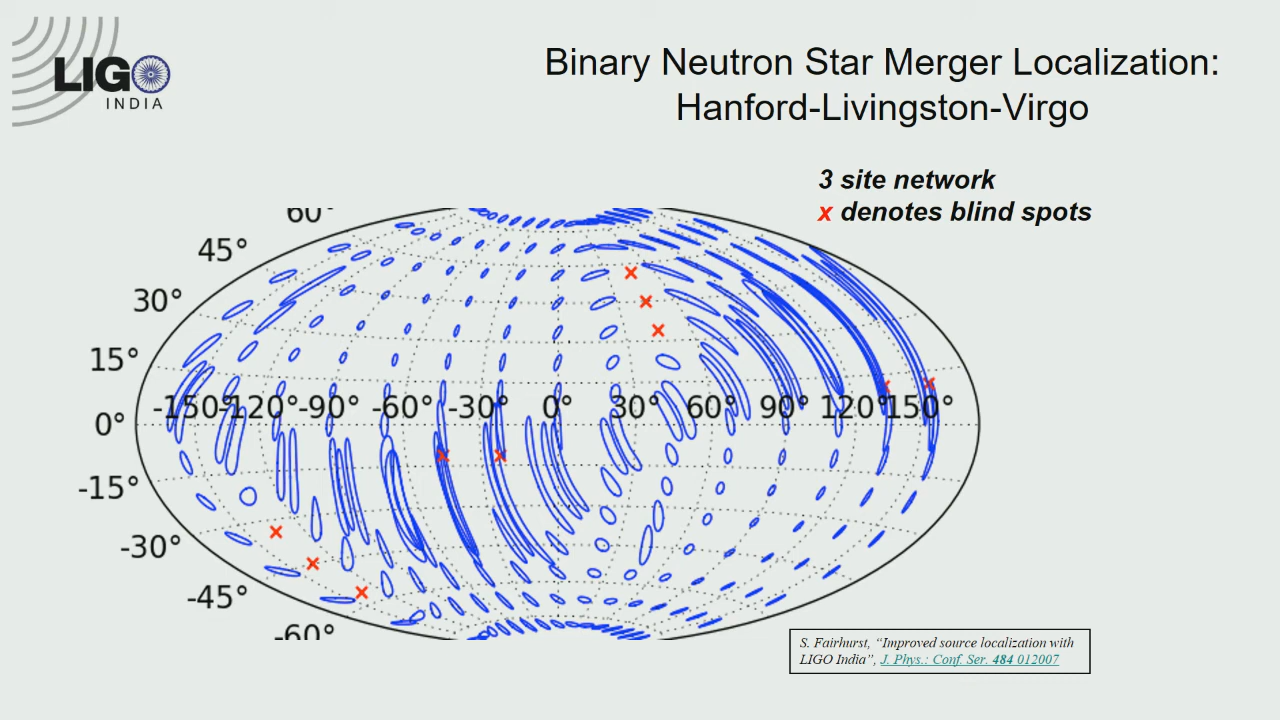 LIGO
INDIA
Binary Neutron Star Merger Localization:
Hanford-Livingston-Virgo
3 site network
x denotes blind spots
60°
45°
30°
15°
-150°
-120°
-90°
-60°
-30°
0°
30°
60°
90°
120°
150°
0°
-15°
-30°
-45°
-60°
S. Fairhurst, “Improved source localization with
LIGO India”, J. Phys.: Conf. Ser. 484 012007